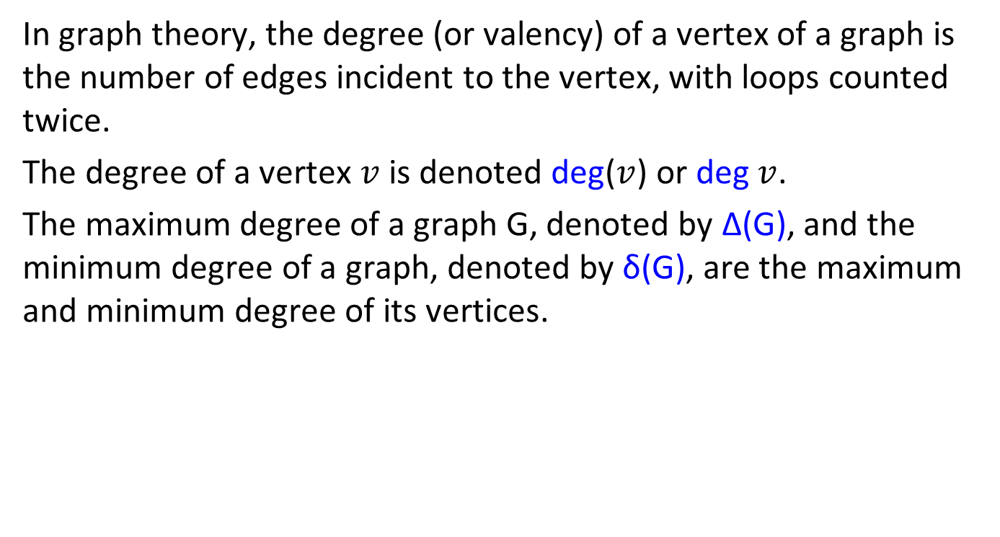 In graph theory, the degree (or valency) of a vertex of a graph is
the number of edges incident to the vertex, with loops counted
twice.
The degree of a vertex 𝑣 is denoted deg(𝑣) or deg 𝑣.
The maximum degree of a graph G, denoted by Δ(G), and the
minimum degree of a graph, denoted by δ(G), are the maximum
and minimum degree of its vertices.